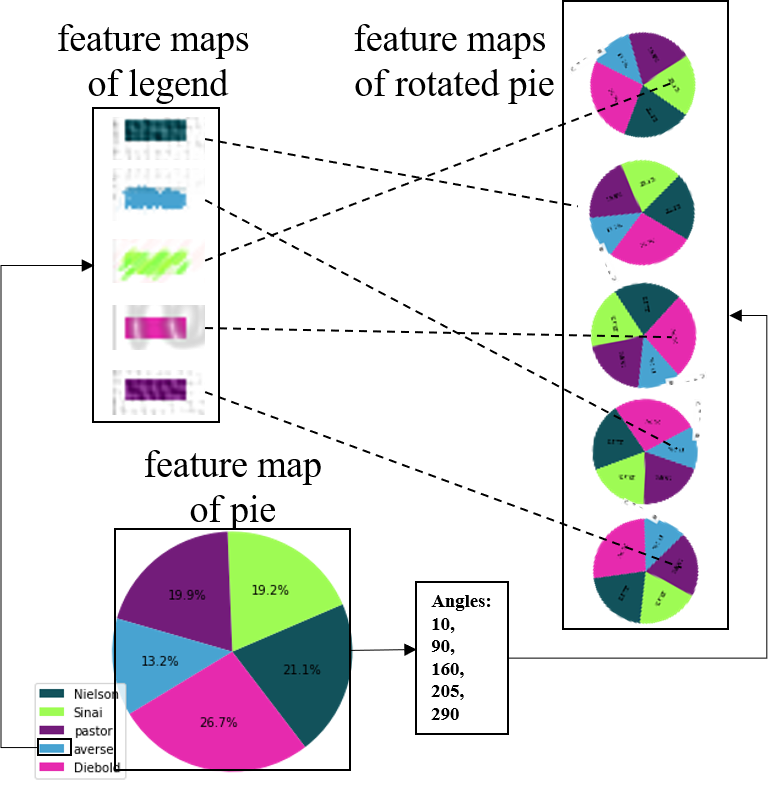 feature maps
of legend
feature maps
of rotated pie
feature map
of pie
19.9%
19.2%
13.2%
21.1%
26.7%
Nielson
Sinai
pastor
averse
Diebold
Angles:
10,
90,
160,
205,
290